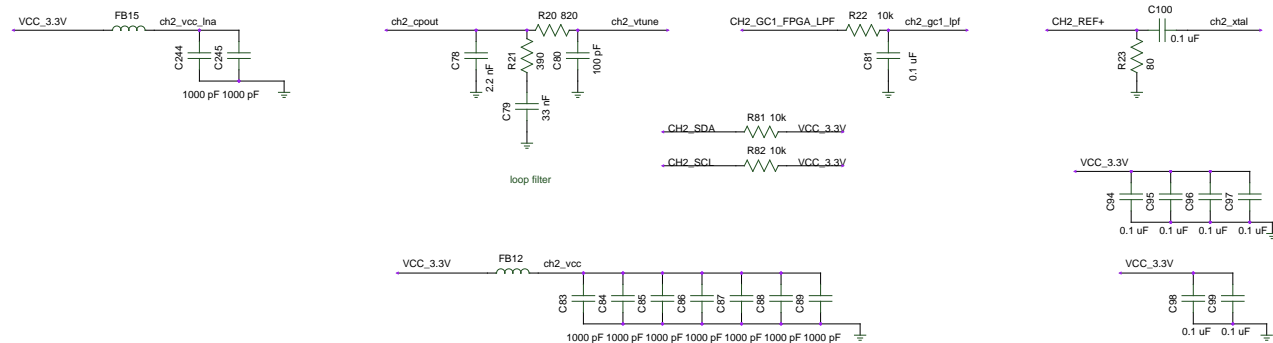 VCC_3.3V
FB15
ch2_vcc_lna
C244
C245
1000 pF 1000 pF
ch2_cpout
R20 820
ch2_vtune
C78
2.2 nF
R21
390
C80
100 pF
C79
33 nF
loop filter
CH2_GC1_FPGA_LPF
R22 10k
ch2_gc1_lpf
C81
0.1 uF
CH2_REF+
C100
0.1 uF
ch2_xtal
R23
80
CH2_SDA
R81 10k
VCC_3.3V
CH2_SCL
R82 10k
VCC_3.3V
VCC_3.3V
C94
C95
C96
C97
0.1 uF 0.1 uF 0.1 uF 0.1 uF
VCC_3.3V
FB12
ch2_vcc
C83
C84
C85
C86
C87
C88
C89
1000 pF 1000 pF 1000 pF 1000 pF 1000 pF 1000 pF 1000 pF
VCC_3.3V
C98
C99
0.1 uF 0.1 uF